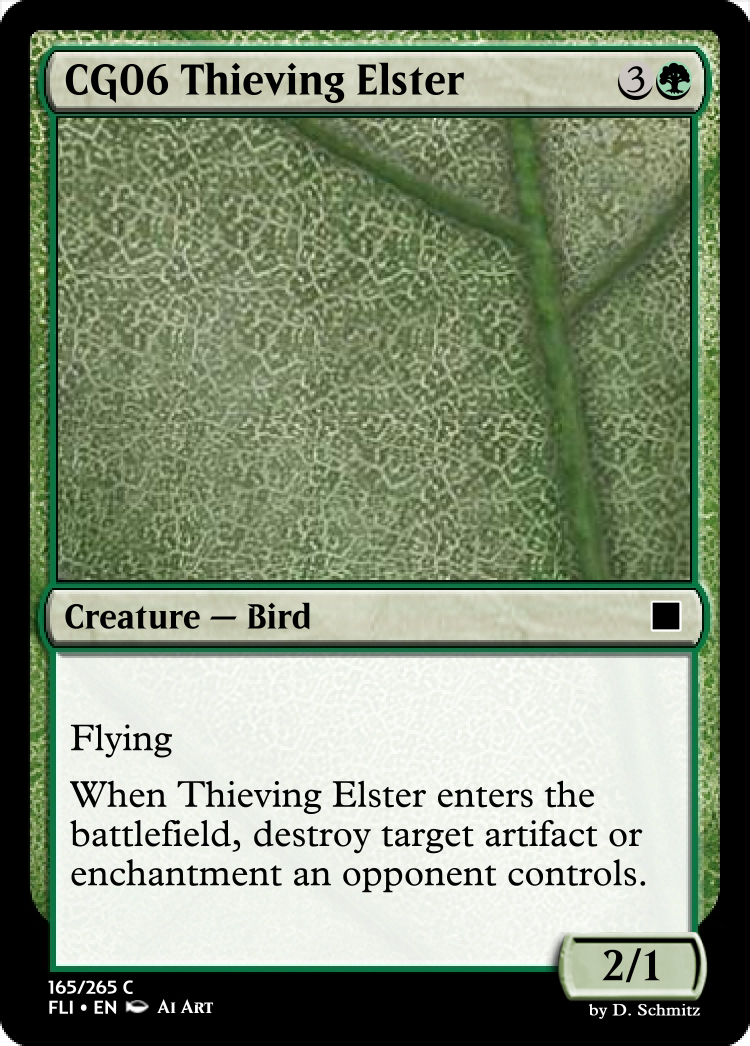 CG06 Thieving Elster 3
Creature — Bird
Flying
When Thieving Elster enters the
battlefield, destroy target artifact or
enchantment an opponent controls.
2/1
165/265 C
FLI • EN AI ART
by D. Schmitz